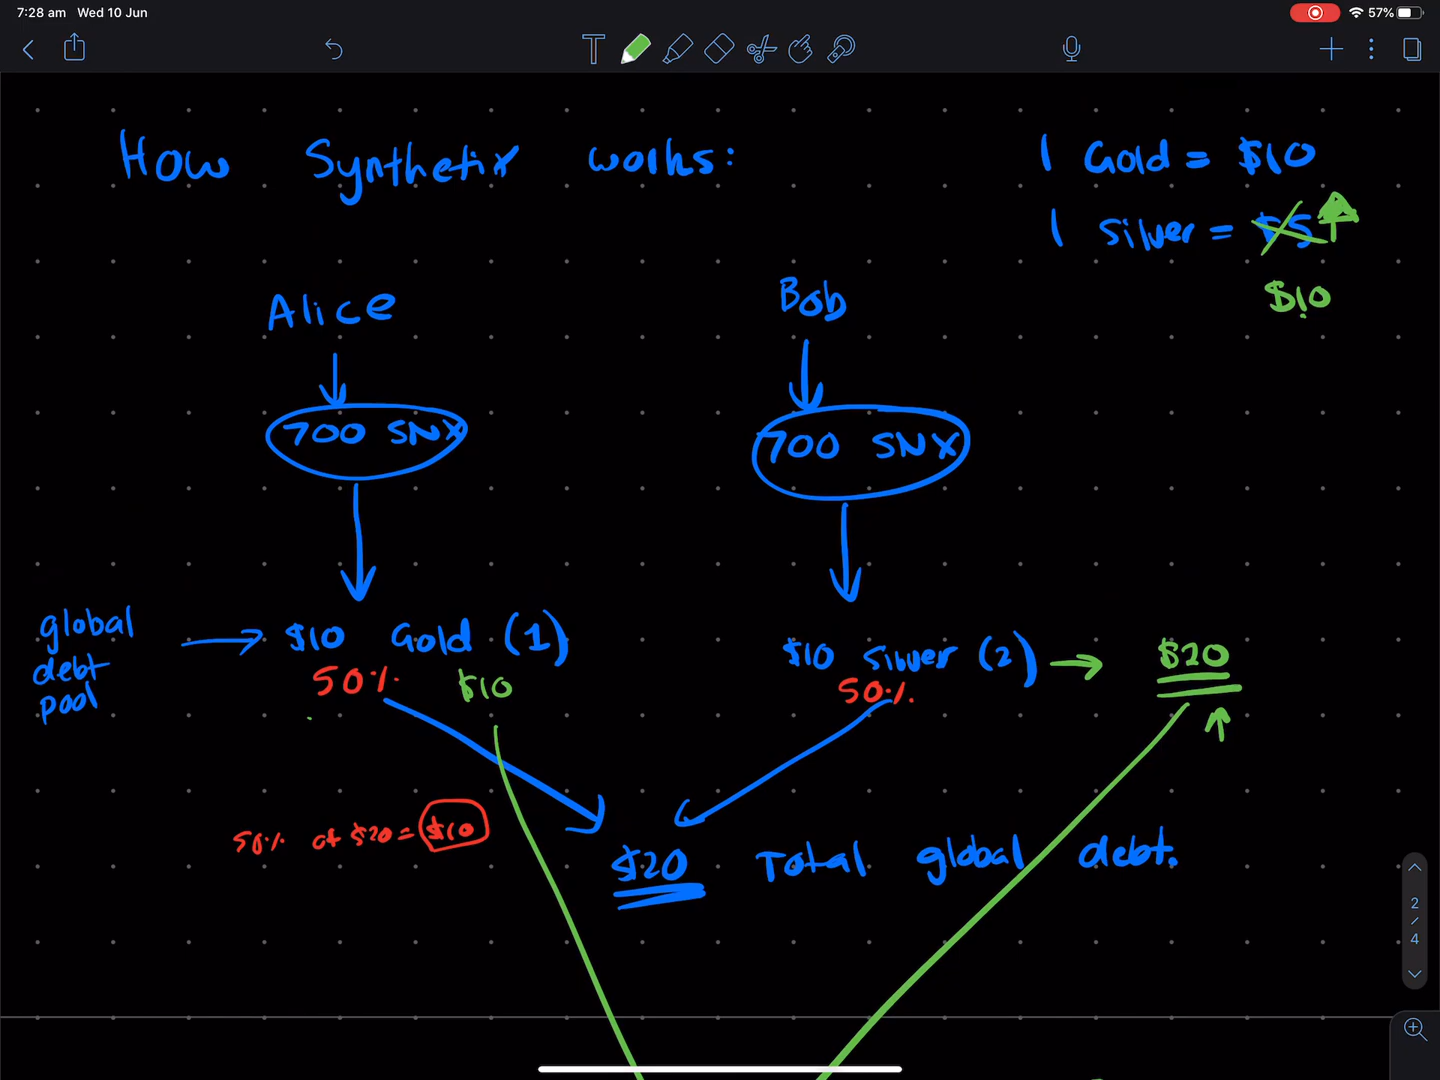 7:28 am Wed 10 Jun
57%
T
How Synthetix works:
1 Gold = $10
1 Silver = $5
$10
Alice
Bob
700 SNX
700 SNX
global
debt
pool
$10 Gold (1)
50%
$10
$10 Silver (2)
50%
$20
50% of $20 = $10
$20 Total global debt.
2
/
4